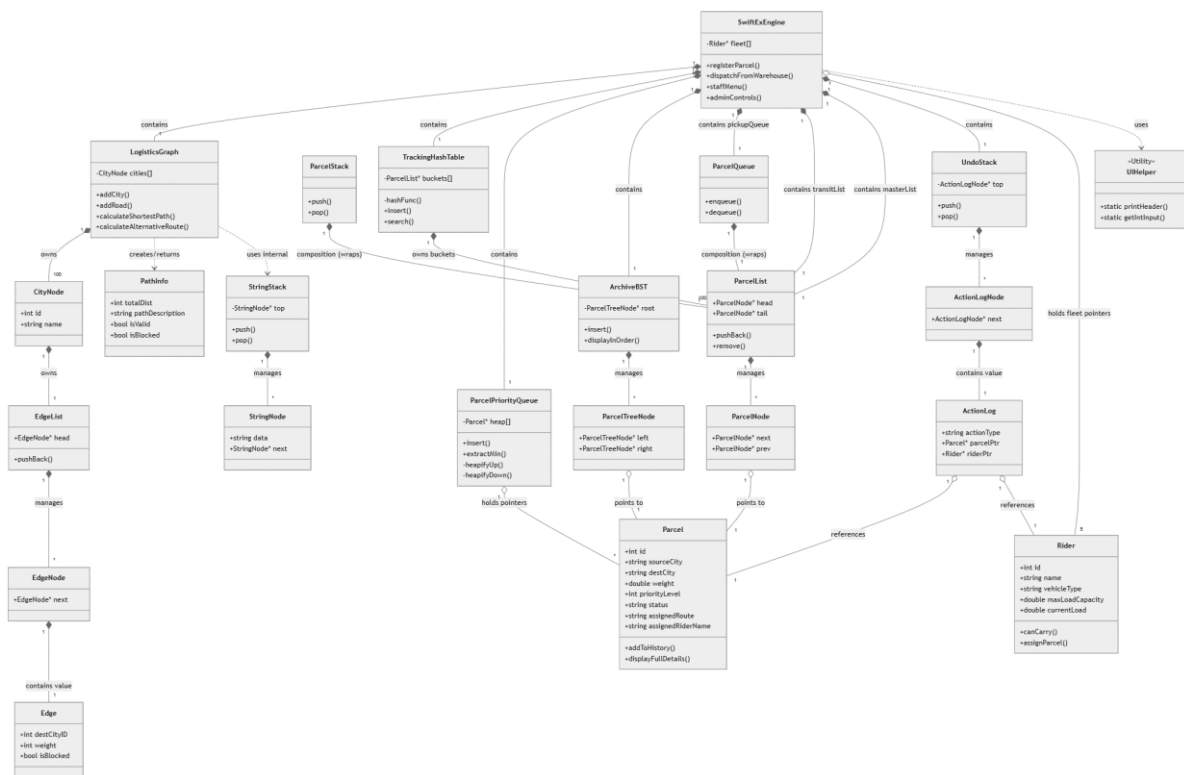 SwiftExEngine
-Rider* fleet[]
+registerParcel()
+dispatchFromWarehouse()
+staffMenu()
+adminControls()
1
1
1
1
1
1
1
1
1
contains
contains
contains
contains
contains pickupQueue
contains transitList
contains masterList
contains
holds fleet pointers
uses
LogisticsGraph
-CityNode cities[]
+addCity()
+addRoad()
+calculateShortestPath()
+calculateAlternativeRoute()
ParcelStack
+push()
+pop()
TrackingHashTable
-ParcelList* buckets[]
-hashFunc()
+insert()
+search()
ParcelQueue
+enqueue()
+dequeue()
UndoStack
-ActionLogNode* top
+push()
+pop()
«Utility»
UIHelper
+static printHeader()
+static getIntInput()
owns
creates/returns
uses internal
composition (wraps)
owns buckets
composition (wraps)
manages
100
CityNode
+int id
+string name
PathInfo
+int totalDist
+string pathDescription
+bool isValid
+bool isBlocked
StringStack
-StringNode* top
+push()
+pop()
ArchiveBST
-ParcelTreeNode* root
+insert()
+displayInOrder()
ParcelList
+ParcelNode* head
+ParcelNode* tail
+pushBack()
+remove()
ActionLogNode
+ActionLogNode* next
owns
manages
manages
manages
contains value
EdgeList
+EdgeNode* head
+pushBack()
StringNode
+string data
+StringNode* next
ParcelPriorityQueue
-Parcel* heap[]
+insert()
+extractMin()
-heapifyUp()
-heapifyDown()
ParcelTreeNode
+ParcelTreeNode* left
+ParcelTreeNode* right
ParcelNode
+ParcelNode* next
+ParcelNode* prev
ActionLog
+string actionType
+Parcel* parcelPtr
+Rider* riderPtr
manages
holds pointers
points to
points to
references
references
EdgeNode
+EdgeNode* next
Parcel
+int id
+string sourceCity
+string destCity
+double weight
+int priorityLevel
+string status
+string assignedRoute
+string assignedRiderName
+addToHistory()
+displayFullDetails()
Rider
+int id
+string name
+string vehicleType
+double maxLoadCapacity
+double currentLoad
+canCarry()
+assignParcel()
contains value
Edge
+int destCityID
+int weight
+bool isBlocked